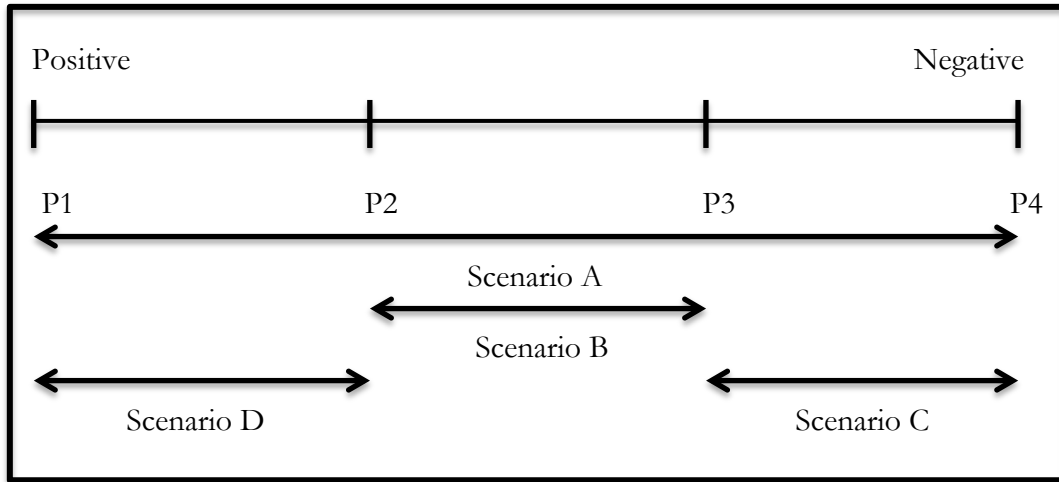 Positive Negative
P1 P2 P3 P4
Scenario A
Scenario B
Scenario D Scenario C